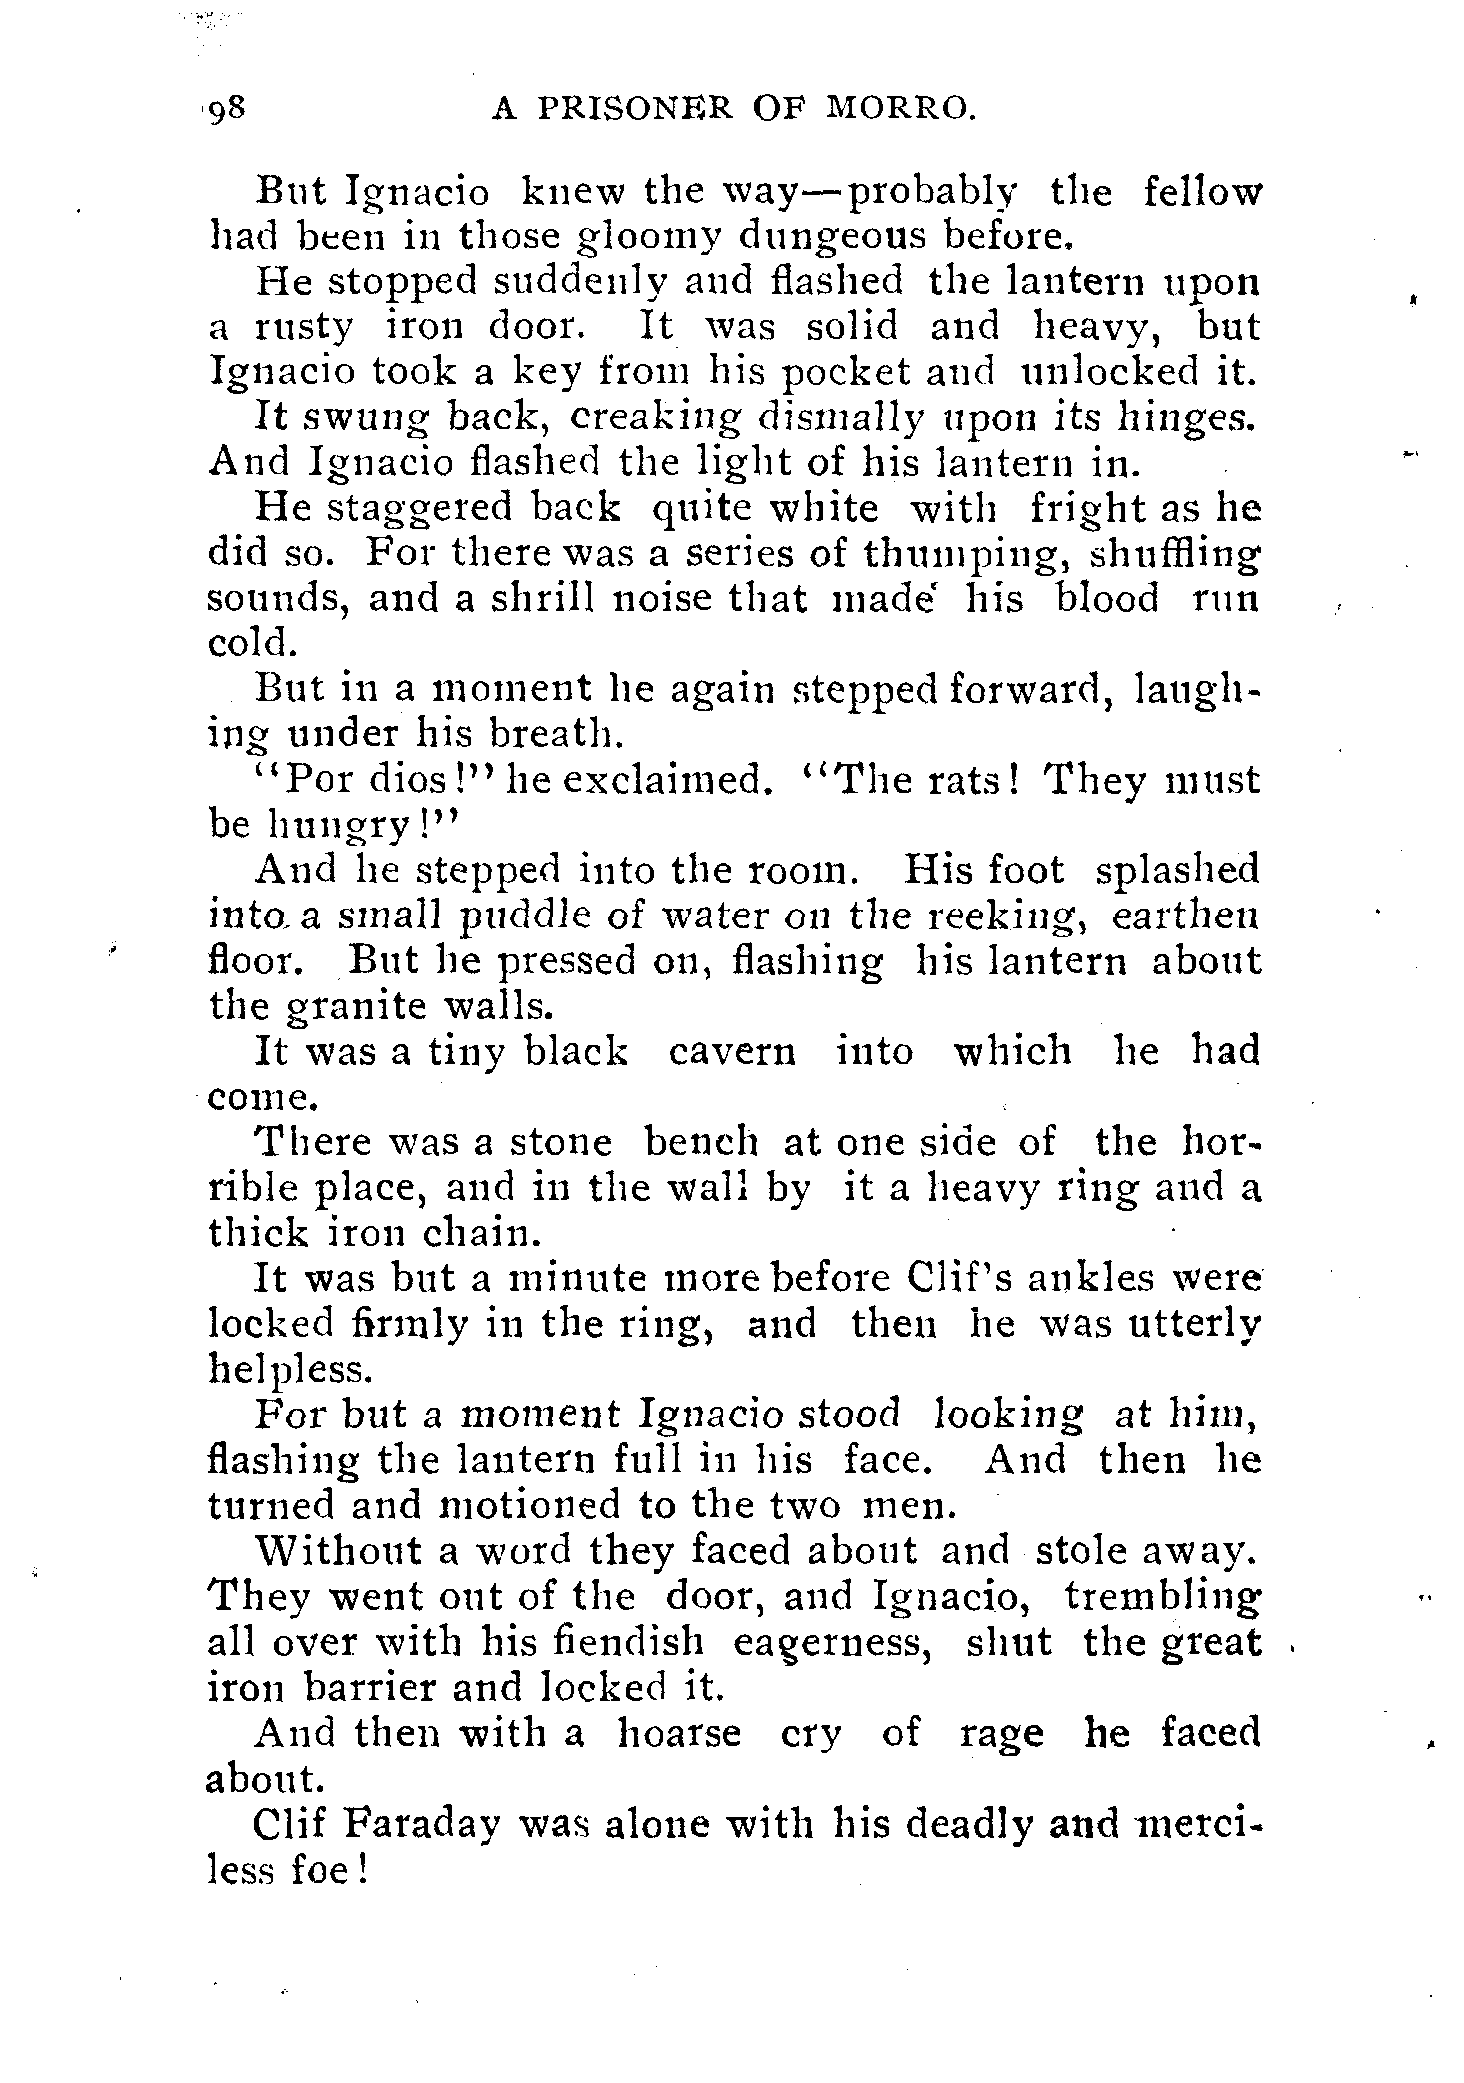 98 A PRISONER OF MORRO.
But Ignacio knew the way—probably the fellow
had been in those gloomy dungeous before.
He stopped suddenly and flashed the lantern upon
a rusty iron door. It was solid and heavy, but
Ignacio took a key from his pocket and unlocked it.
It swung back, creaking dismally upon its hinges.
And Ignacio flashed the light of his lantern in.
He staggered back quite white with fright as he
did so. For there was a series of thumping, shuffling
sounds, and a shrill noise that made his blood run
cold.
But in a moment he again stepped forward, laugh-
ing under his breath.
"Por dios!" he exclaimed. "The rats! They must
be hungry!"
And he stepped into the room. His foot splashed
into a small puddle of water on the reeking, earthen
floor. But he pressed on, flashing his lantern about
the granite walls.
It was a tiny black cavern into which he had
come.
There was a stone bench at one side of the hor-
rible place, and in the wall by it a heavy ring and a
thick iron chain.
It was but a minute more before Clif's ankles were
locked firmly in the ring, and then he was utterly
helpless.
For but a moment Ignacio stood looking at him,
flashing the lantern full in his face. And then he
turned and motioned to the two men.
Without a word they faced about and stole away.
They went out of the door, and Ignacio, trembling
all over with his fiendish eagerness, shut the great
iron barrier and locked it.
And then with a hoarse cry of rage he faced
about.
Clif Faraday was alone with his deadly and merci-
less foe!